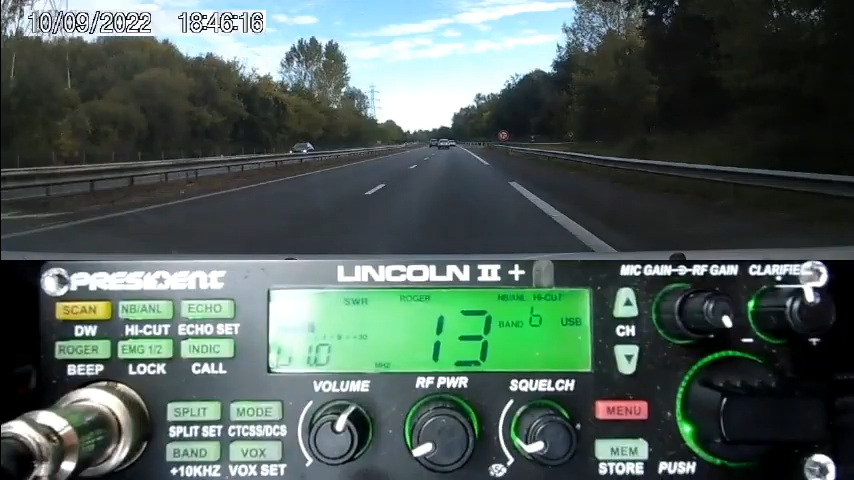 10/09/2022 18:46:16
PRESIDENT
LINCOLN II +
MIC GAIN RF GAIN CLARIFIER
SCAN NB/ANL ECHO
DW HI-CUT ECHO SET
ROGER EMG 1/2 INDIC
BEEP LOCK CALL
SWR ROGER NB/ANL HI-CUT
13 BAND 6 USB
MHZ
CH
VOLUME RF PWR SQUELCH
SPLIT MODE
SPLIT SET CTCSS/DCS
BAND VOX
+10KHZ VOX SET
MENU
MEM
STORE PUSH
- +